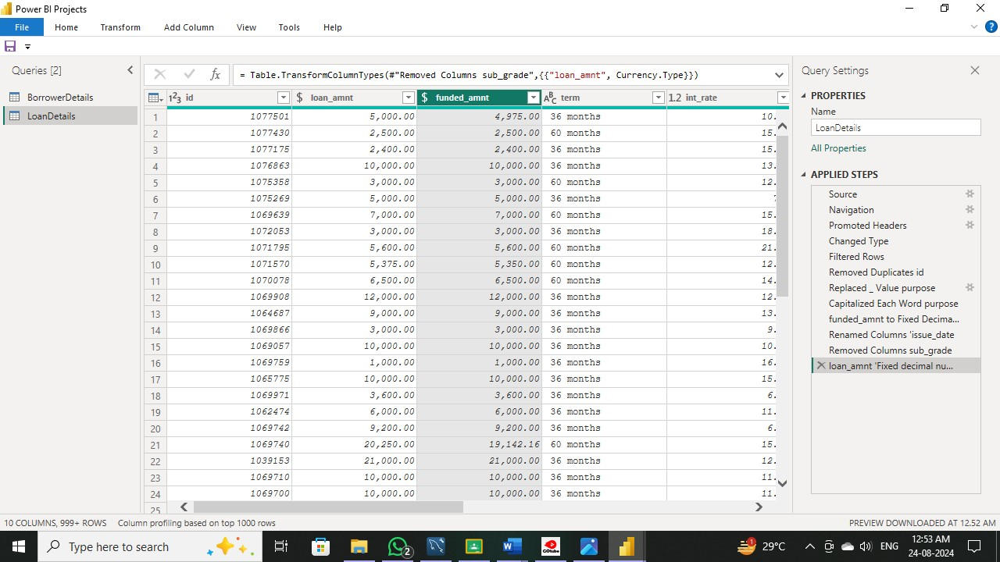 Power BI Projects
File Home Transform Add Column View Tools Help
Queries [2]
BorrowerDetails
LoanDetails
fx = Table.TransformColumnTypes(#"Removed Columns sub_grade",{{"loan_amnt", Currency.Type}})
123 id $ loan_amnt $ funded_amnt ABC term 1.2 int_rate
1 1077501 5,000.00 4,975.00 36 months 10.
2 1077430 2,500.00 2,500.00 60 months 15.
3 1077175 2,400.00 2,400.00 36 months 15.
4 1076863 10,000.00 10,000.00 36 months 13.
5 1075358 3,000.00 3,000.00 60 months 12.
6 1075269 5,000.00 5,000.00 36 months
7 1069639 7,000.00 7,000.00 60 months 15.
8 1072053 3,000.00 3,000.00 36 months 18.
9 1071795 5,600.00 5,600.00 60 months 21.
10 1071570 5,375.00 5,350.00 60 months 12.
11 1070078 6,500.00 6,500.00 60 months 14.
12 1069908 12,000.00 12,000.00 36 months 12.
13 1064687 9,000.00 9,000.00 36 months 13.
14 1069866 3,000.00 3,000.00 36 months 9.
15 1069057 10,000.00 10,000.00 36 months 10.
16 1069759 1,000.00 1,000.00 36 months 16.
17 1065775 10,000.00 10,000.00 36 months 15.
18 1069971 3,600.00 3,600.00 36 months 6.
19 1062474 6,000.00 6,000.00 36 months 11.
20 1069742 9,200.00 9,200.00 36 months 6.
21 1069740 20,250.00 19,142.16 60 months 15.
22 1039153 21,000.00 21,000.00 36 months 12.
23 1069710 10,000.00 10,000.00 36 months 11.
24 1069700 10,000.00 10,000.00 36 months 11.
25
Query Settings
PROPERTIES
Name
LoanDetails
All Properties
APPLIED STEPS
Source
Navigation
Promoted Headers
Changed Type
Filtered Rows
Removed Duplicates id
Replaced _ Value purpose
Capitalized Each Word purpose
funded_amnt to Fixed Decima...
Renamed Columns 'issue_date
Removed Columns sub_grade
loan_amnt 'Fixed decimal nu...
10 COLUMNS, 999+ ROWS Column profiling based on top 1000 rows PREVIEW DOWNLOADED AT 12.52 AM
Type here to search 2 W GOtube 1 29°C ENG 12:53 AM
24-08-2024